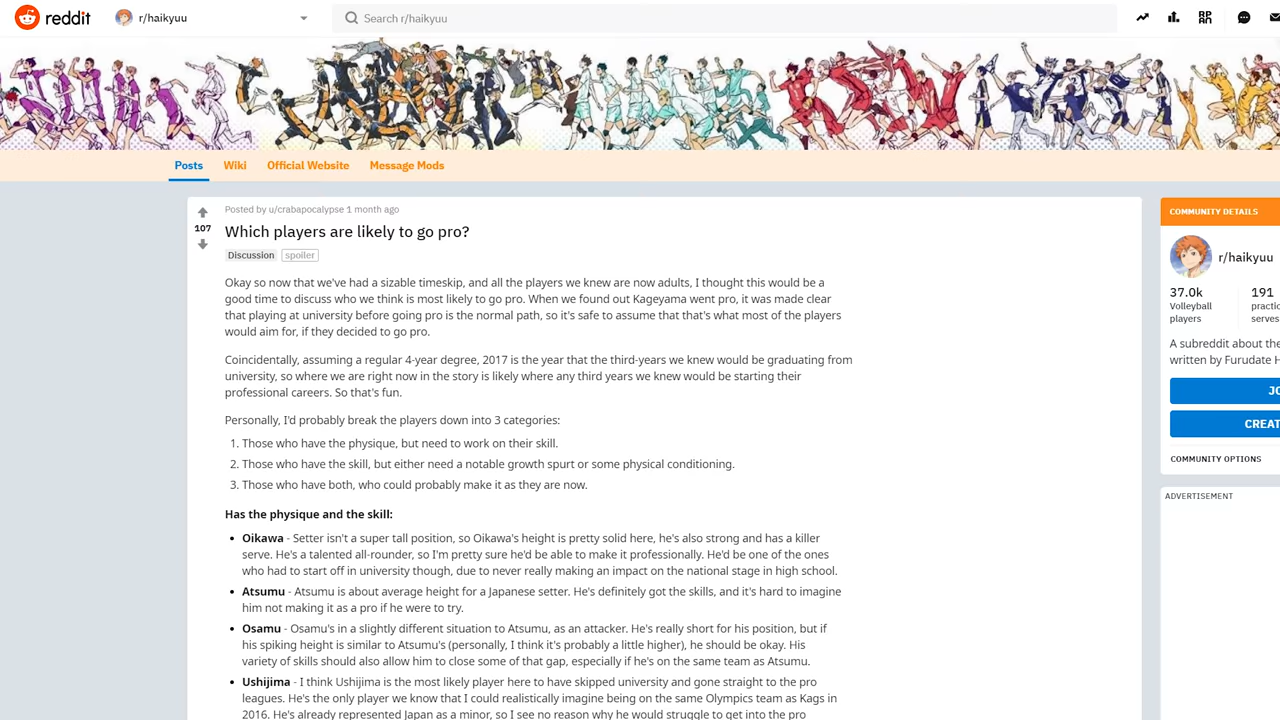 reddit
r/haikyuu
Search r/haikyuu
RP
AN
Posts
Wiki
Official Website
Message Mods
Posted by u/crabapocalypse 1 month ago
107
Which players are likely to go pro?
Discussion
spoiler
Okay so now that we've had a sizable timeskip, and all the players we knew are now adults, I thought this would be a
good time to discuss who we think is most likely to go pro. When we found out Kageyama went pro, it was made clear
that playing at university before going pro is the normal path, so it's safe to assume that that's what most of the players
would aim for, if they decided to go pro.
Coincidentally, assuming a regular 4-year degree, 2017 is the year that the third-years we knew would be graduating from
university, so where we are right now in the story is likely where any third years we knew would be starting their
professional careers. So that's fun.
Personally, I'd probably break the players down into 3 categories:
1. Those who have the physique, but need to work on their skill.
2. Those who have the skill, but either need a notable growth spurt or some physical conditioning.
3. Those who have both, who could probably make it as they are now.
Has the physique and the skill:
• Oikawa - Setter isn't a super tall position, so Oikawa's height is pretty solid here, he's also strong and has a killer
serve. He's a talented all-rounder, so I'm pretty sure he'd be able to make it professionally. He'd be one of the ones
who had to start off in university though, due to never really making an impact on the national stage in high school.
• Atsumu - Atsumu is about average height for a Japanese setter. He's definitely got the skills, and it's hard to imagine
him not making it as a pro if he were to try.
• Osamu - Osamu's in a slightly different situation to Atsumu, as an attacker. He's really short for his position, but if
his spiking height is similar to Atsumu's (personally, I think it's probably a little higher), he should be okay. His
variety of skills should also allow him to close some of that gap, especially if he's on the same team as Atsumu.
• Ushijima - I think Ushijima is the most likely player here to have skipped university and gone straight to the pro
leagues. He's the only player we know that I could realistically imagine being on the same Olympics team as Kags in
2016. He's already represented Japan as a minor, so I see no reason why he would struggle to get into the pro
COMMUNITY DETAILS
r/haikyuu
37.0k
Volleyball
players
191
practic
serves
A subreddit about the
written by Furudate H
JO
CREAT
COMMUNITY OPTIONS
ADVERTISEMENT